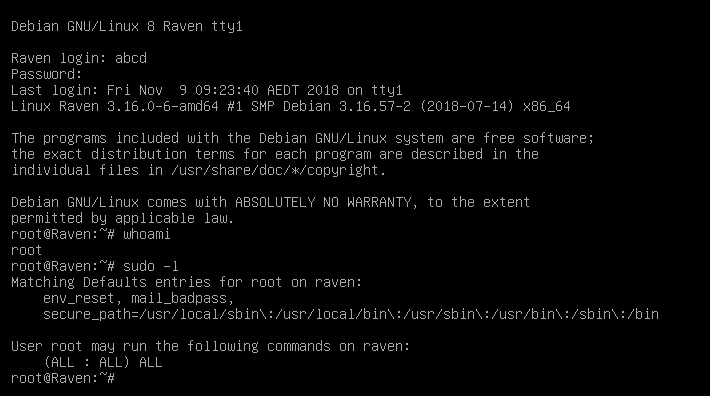 Debian GNU/Linux 8 Raven tty1
Raven login: abcd
Password:
Last login: Fri Nov  9 09:23:40 AEDT 2018 on tty1
Linux Raven 3.16.0-6-amd64 #1 SMP Debian 3.16.57-2 (2018-07-14) x86_64
The programs included with the Debian GNU/Linux system are free software;
the exact distribution terms for each program are described in the
individual files in /usr/share/doc/*/copyright.
Debian GNU/Linux comes with ABSOLUTELY NO WARRANTY, to the extent
permitted by applicable law.
root@Raven:~# whoami
root
root@Raven:~# sudo -l
Matching Defaults entries for root on raven:
    env_reset, mail_badpass,
    secure_path=/usr/local/sbin\:/usr/local/bin\:/usr/sbin\:/usr/bin\:/sbin\:/bin
User root may run the following commands on raven:
    (ALL : ALL) ALL
root@Raven:~#